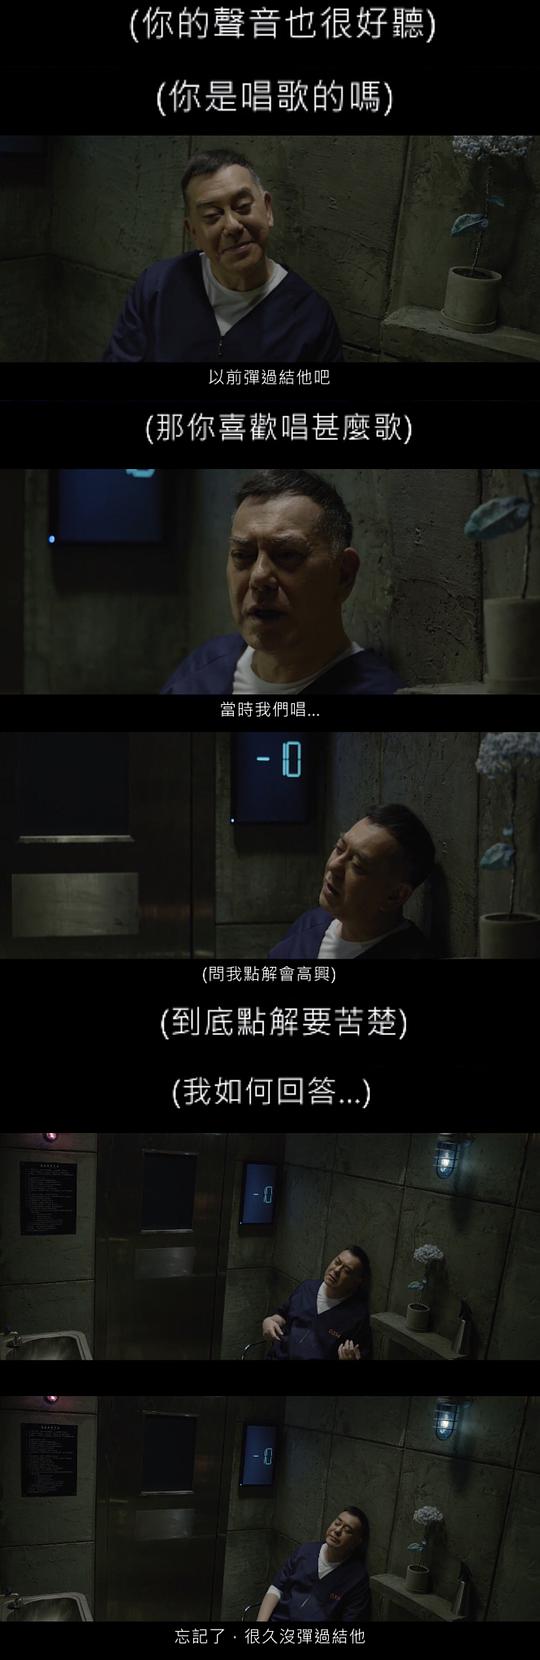 (你的聲音也很好聽)
(你是唱歌的嗎)
以前彈過結他吧
(那你喜歡唱甚麼歌)
當時我們唱...
-10
(問我點解會高興)
(到底點解要苦楚)
(我如何回答...)
-0
-0
忘記了．很久沒彈過結他